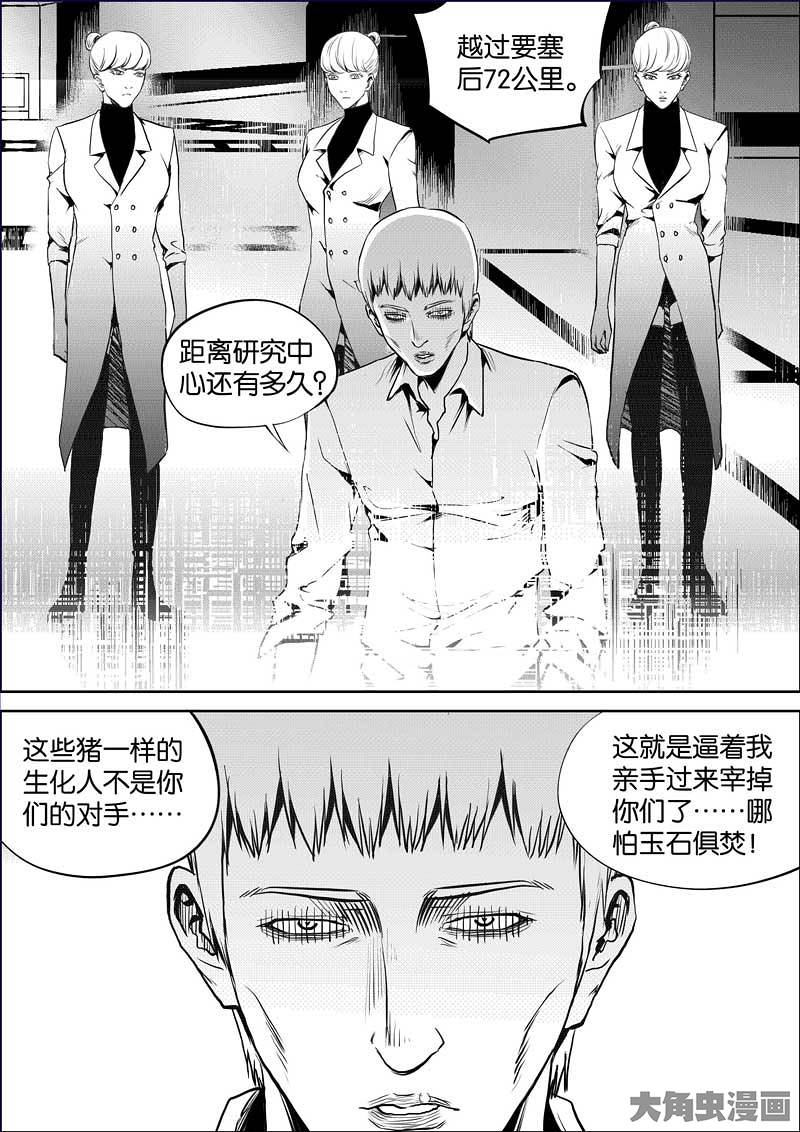 越过要塞
后72公里。
距离研究中
心还有多久？
这些猪一样的
生化人不是你
们的对手……
这就是逼着我
亲手过来宰掉
你们了……哪
怕玉石俱焚！
大角虫漫画